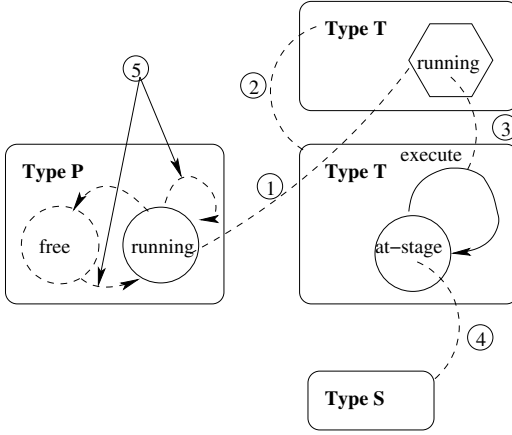 Type T
running
5
2
3
Type P
Type T
execute
1
free
running
at-stage
4
Type S